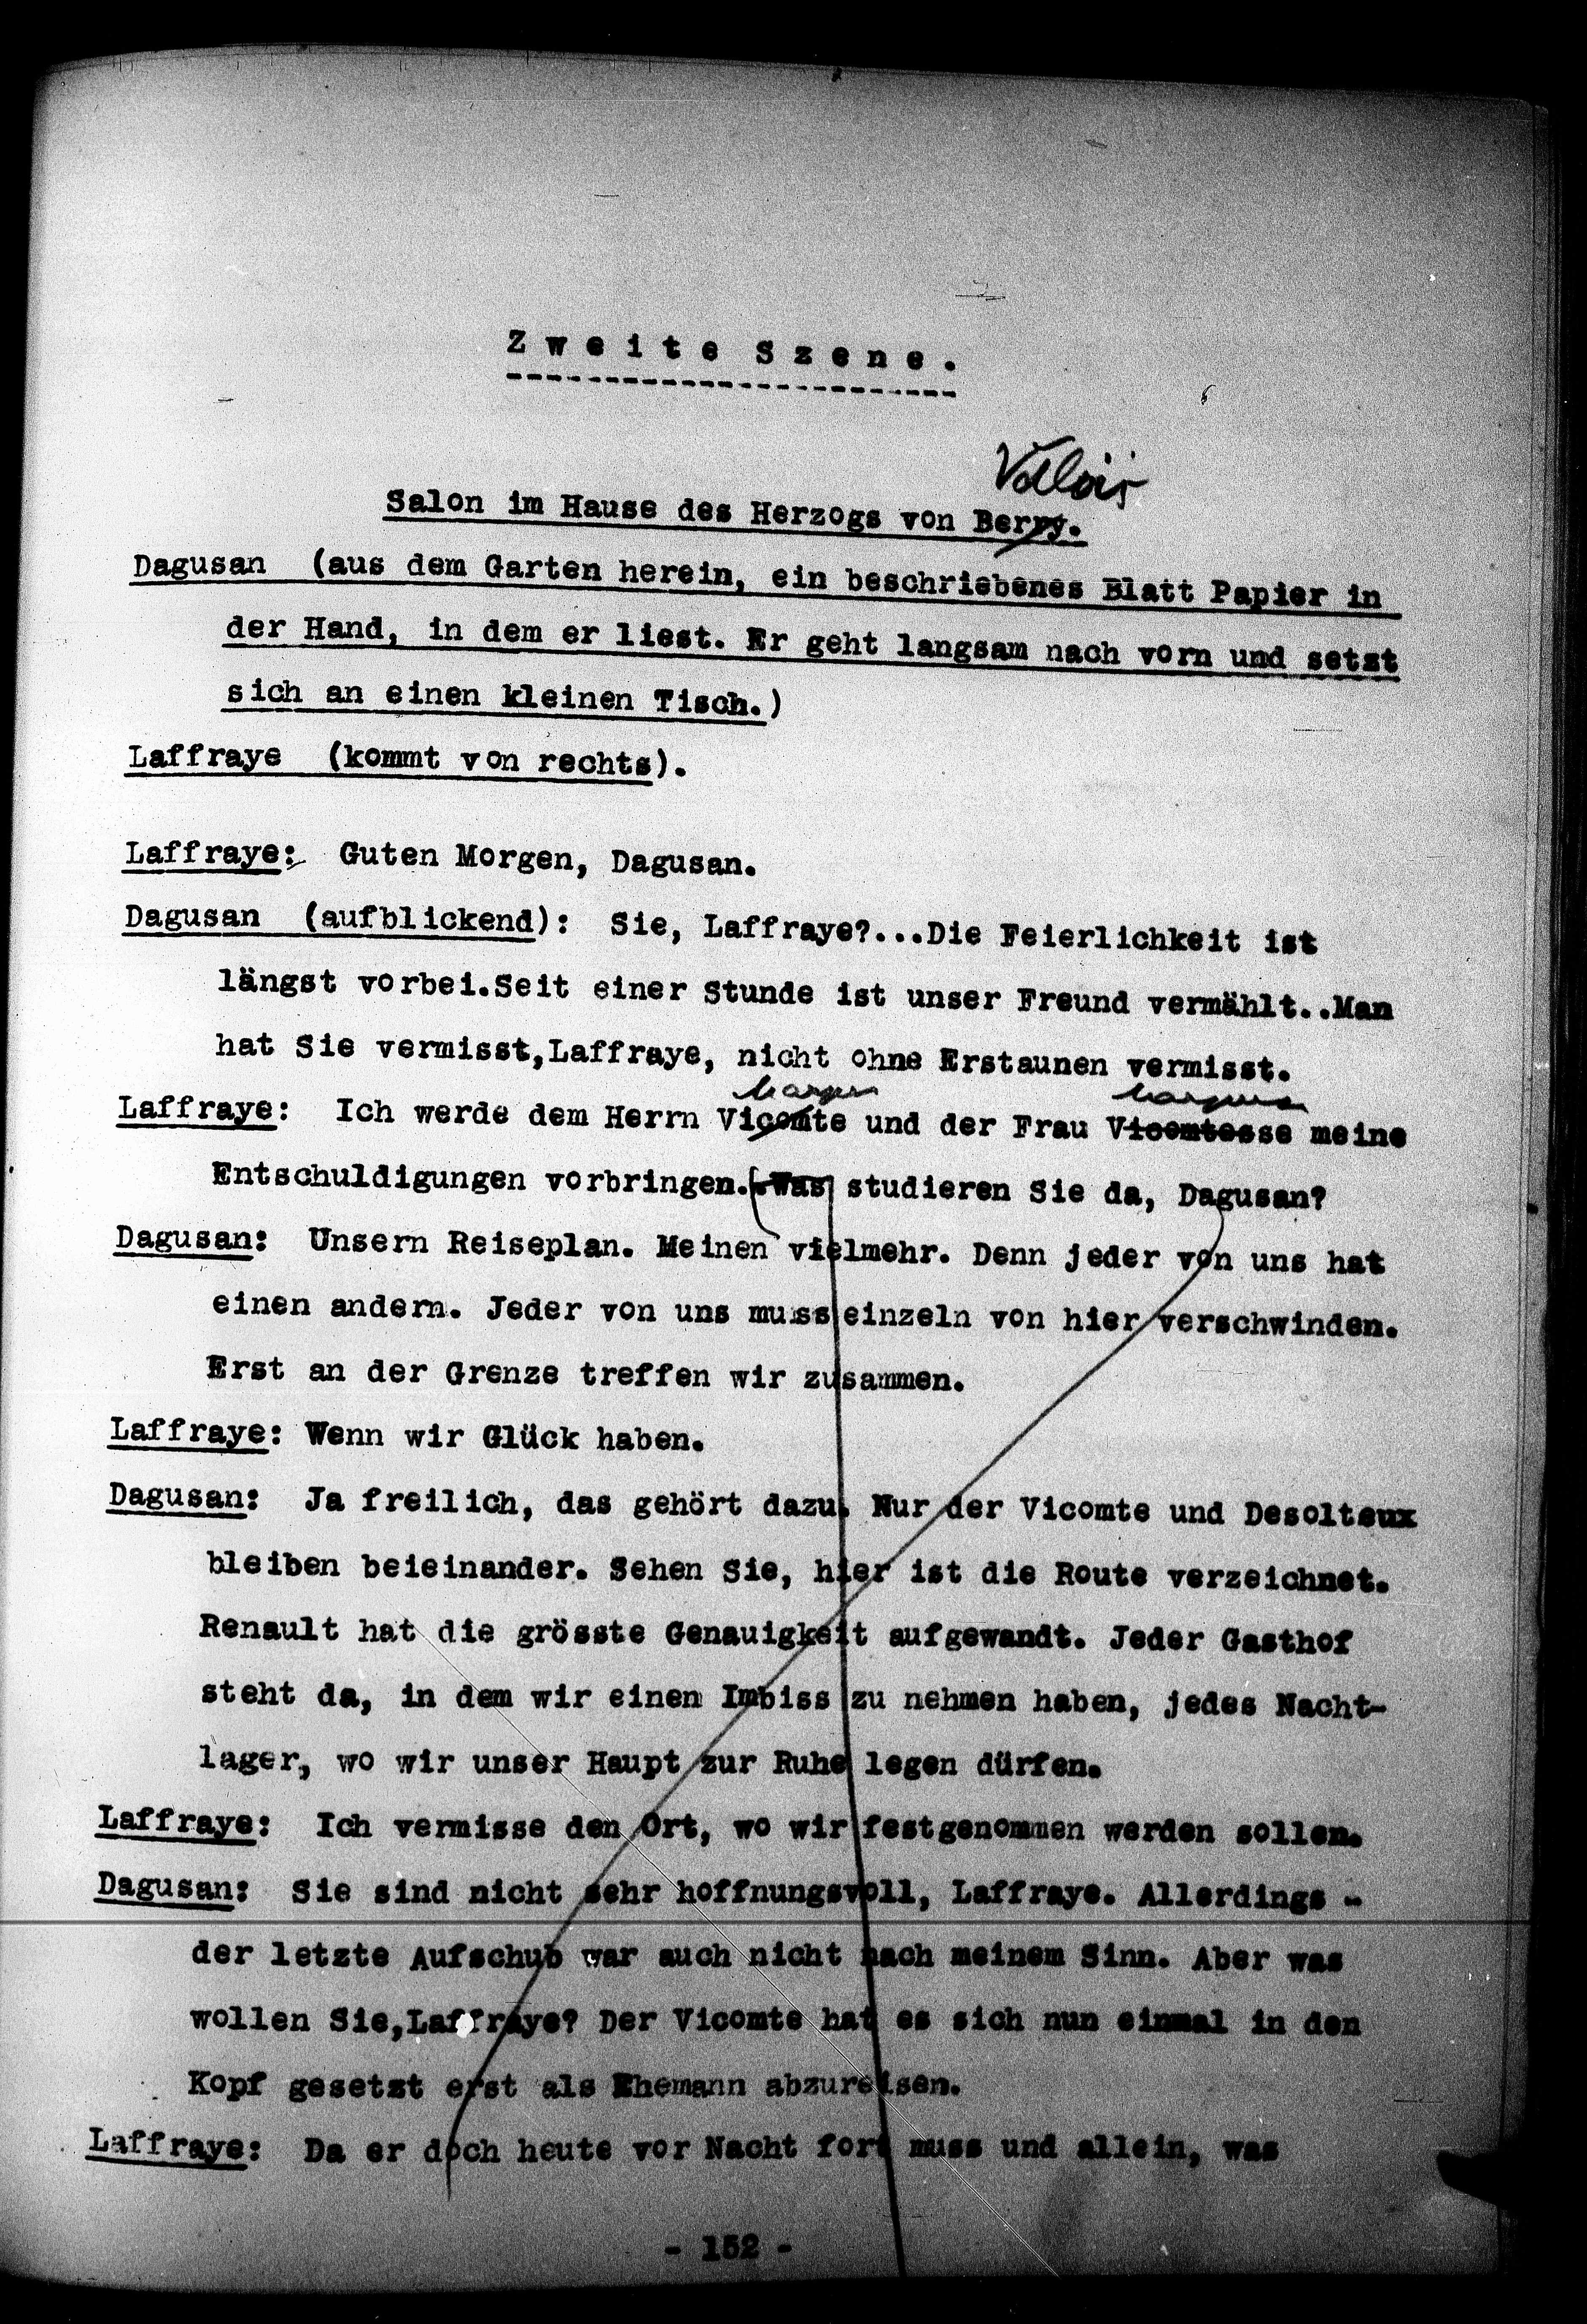 Zweite Szene.
Valois
Salon im Hause des Herzogs von Berry.
Dagusan (aus dem Garten herein, ein beschriebenes Blatt Papier in
der Hand, in dem er liest. Er geht langsam nach vorn und setzt
sich an einen kleinen Tisch.)
Laffraye (kommt von rechts).
Laffraye: Guten Morgen, Dagusan.
Dagusan (aufblickend): Sie, Laffraye?...Die Feierlichkeit ist
längst vorbei.Seit einer Stunde ist unser Freund vermählt..Man
hat Sie vermisst,Laffraye, nicht ohne Erstaunen vermisst.
Laffraye: Ich werde dem Herrn Vicomte und der Frau Vicomtesse meine
Entschuldigungen vorbringen..Was studieren Sie da, Dagusan?
Dagusan: Unsern Reiseplan. Meinen vielmehr. Denn jeder von uns hat
einen andern. Jeder von uns muss einzeln von hier verschwinden.
Erst an der Grenze treffen wir zusammen.
Laffraye: Wenn wir Glück haben.
Dagusan: Ja freilich, das gehört dazu. Nur der Vicomte und Desolteux
bleiben beieinander. Sehen Sie, hier ist die Route verzeichnet.
Renault hat die grösste Genauigkeit aufgewandt. Jeder Gasthof
steht da, in dem wir einen Imbiss zu nehmen haben, jedes Nacht-
lager, wo wir unser Haupt zur Ruhe legen dürfen.
Laffraye: Ich vermisse den Ort, wo wir festgenommen werden sollen.
Dagusan: Sie sind nicht sehr hoffnungsvoll, Laffraye. Allerdings -
der letzte Aufschub war auch nicht nach meinem Sinn. Aber was
wollen Sie,Laffraye? Der Vicomte hat es sich nun einmal in den
Kopf gesetzt erst als Ehemann abzureisen.
Laffraye: Da er doch heute vor Nacht fort muss und allein, was
- 152 -